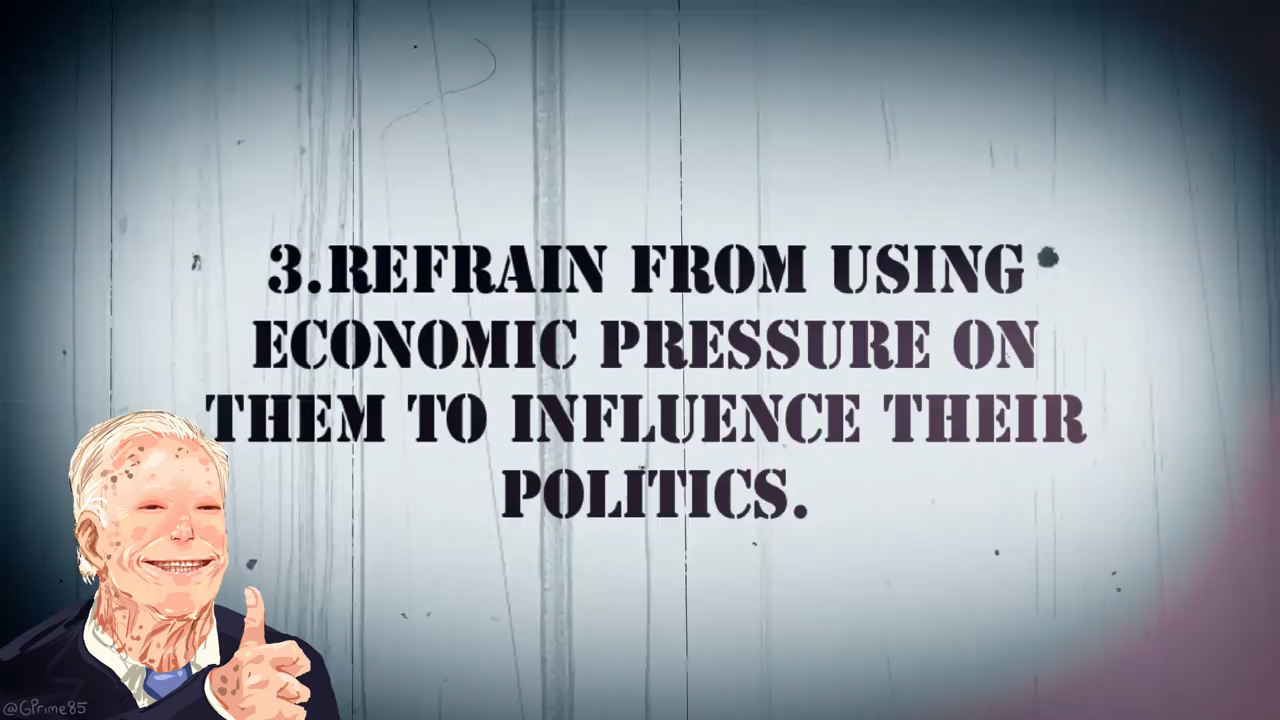 3.REFRAIN FROM USING
ECONOMIC PRESSURE ON
THEM TO INFLUENCE THEIR
POLITICS.
@GPrime85